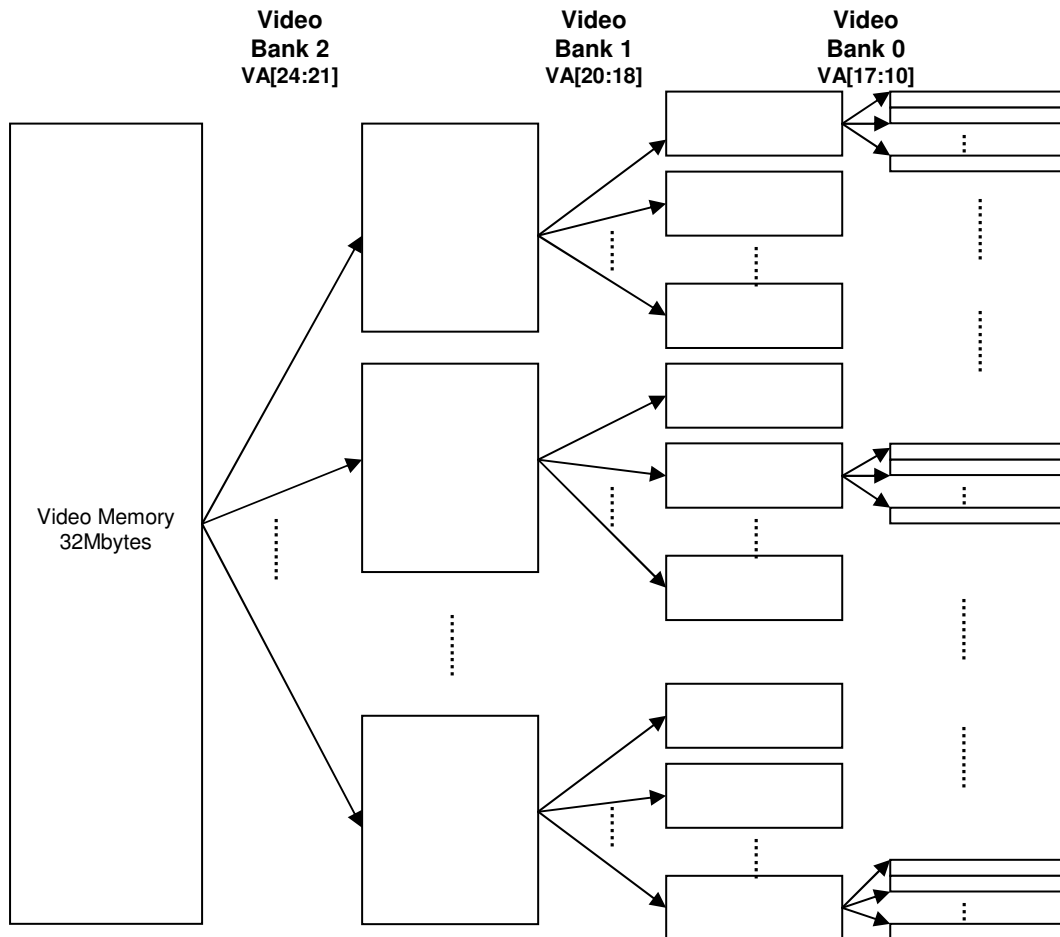 Video
Bank 2
VA[24:21]
Video
Bank 1
VA[20:18]
Video
Bank 0
VA[17:10]
Video Memory
32Mbytes